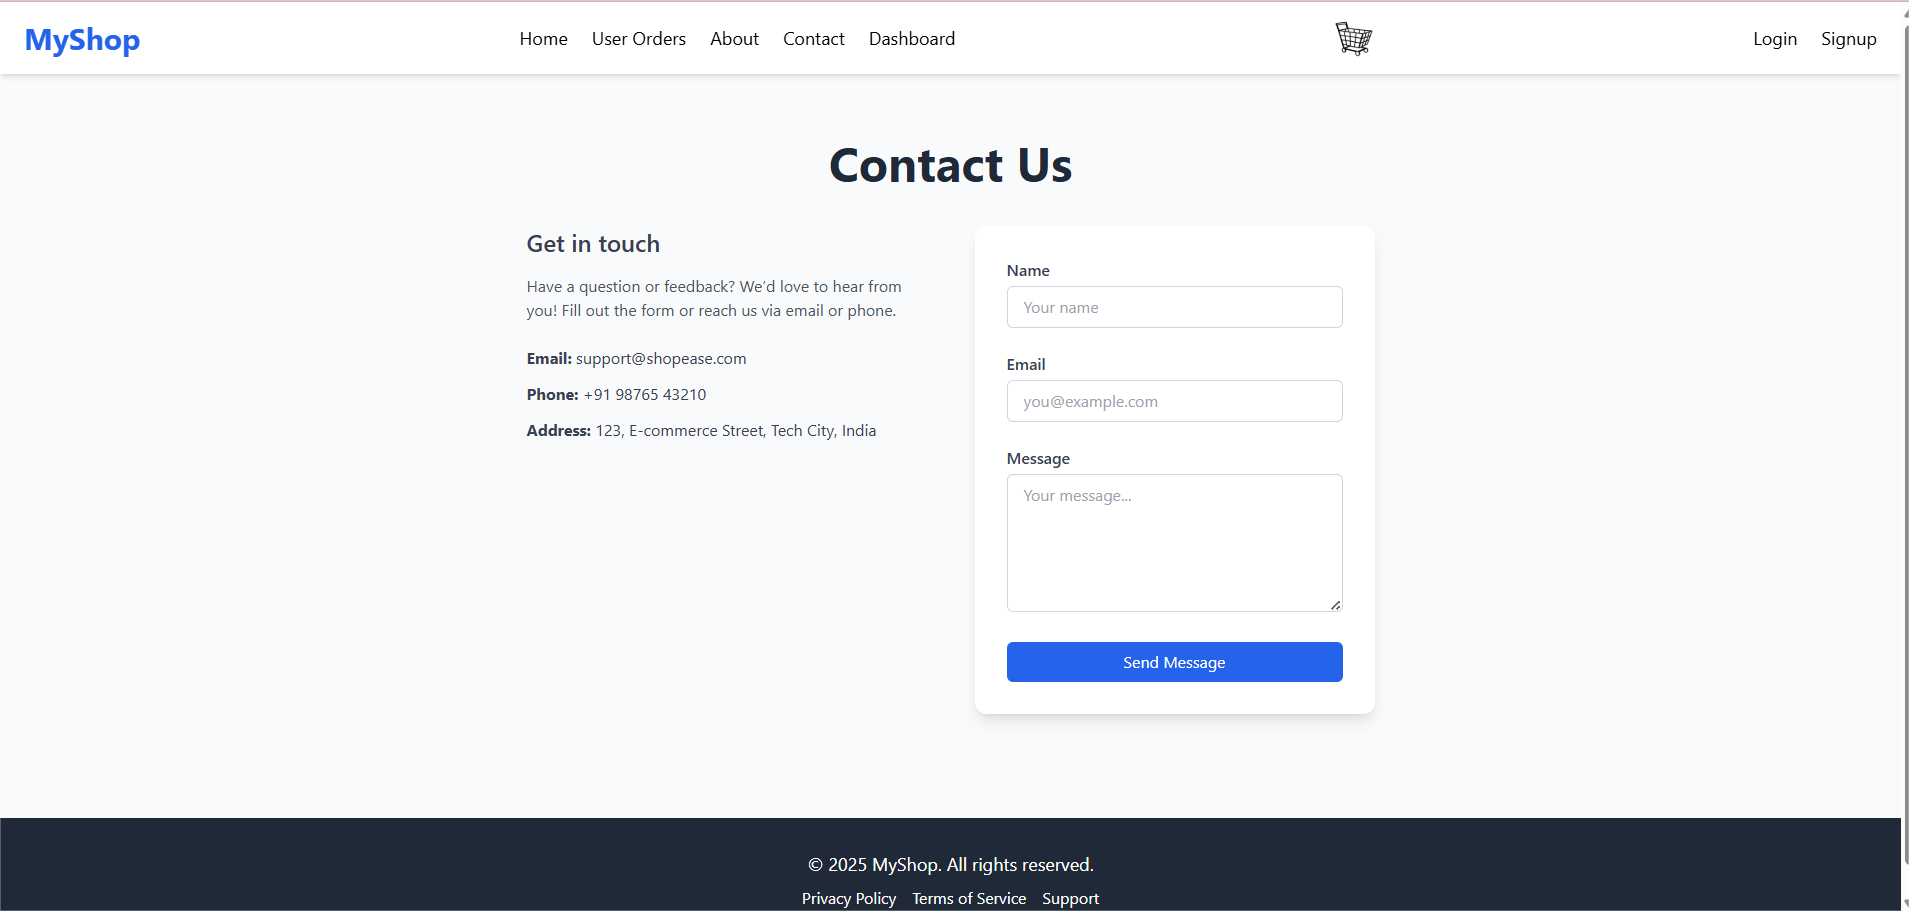 MyShop
Home User Orders About Contact Dashboard
Login Signup
Contact Us
Get in touch
Have a question or feedback? We’d love to hear from
you! Fill out the form or reach us via email or phone.
Email: support@shopease.com
Phone: +91 98765 43210
Address: 123, E-commerce Street, Tech City, India
Name
Your name
Email
you@example.com
Message
Your message...
Send Message
© 2025 MyShop. All rights reserved.
Privacy Policy Terms of Service Support